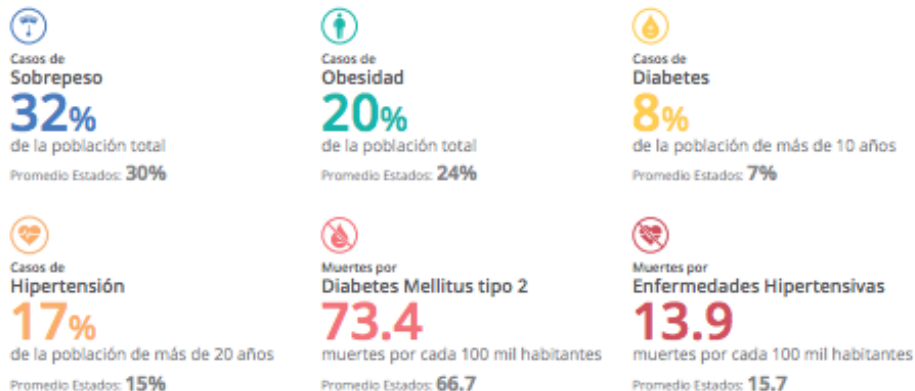 Casos de
Sobrepeso
32%
de la población total
Promedio Estados: 30%
Casos de
Obesidad
20%
de la población total
Promedio Estados: 24%
Casos de
Diabetes
8%
de la población de más de 10 años
Promedio Estados: 7%
Casos de
Hipertensión
17%
de la población de más de 20 años
Promedio Estados: 15%
Muertes por
Diabetes Mellitus tipo 2
73.4
muertes por cada 100 mil habitantes
Promedio Estados: 66.7
Muertes por
Enfermedades Hipertensivas
13.9
muertes por cada 100 mil habitantes
Promedio Estados: 15.7